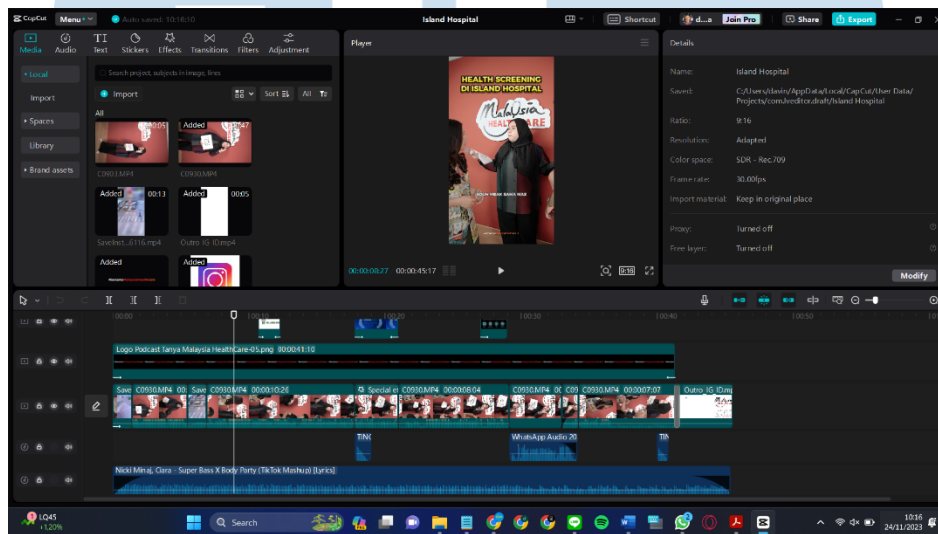 CapCut Menu Auto saved: 10:16:10 Island Hospital Shortcut d...a Join Pro Share Export
Media Audio Text Stickers Effects Transitions Filters Adjustment
Player
Details
Local
Import
Spaces
Library
Brand assets
Search project, subjects in image, lines
Import Sort All
All
00:05 Added 00:47
C0903.MP4 C0930.MP4
Added 00:13 Added 00:05
SaveInst...6116.mp4 Outro IG_ID.mp4
Added Added
HEALTH SCREENING
DI ISLAND HOSPITAL
Malaysia
HEALTHCARE
00:00:08:27 00:00:45:17
9:16
Name: Island Hospital
Saved: C:/Users/davin/AppData/Local/CapCut/User Data/
Projects/com.lveditor.draft/Island Hospital
Ratio: 9:16
Resolution: Adapted
Color space: SDR - Rec.709
Frame rate: 30.00fps
Import material: Keep in original place
Proxy: Turned off
Free layer: Turned off
Modify
00:00 00:10 00:20 00:30 00:40 00:50
Logo Podcast Tanya Malaysia HealthCare-05.png 00:00:41:10
Save C0930.MP4 00: Save C0930.MP4 00:00:10:26 Special ef C0930.MP4 00:00:08:04 C0930.MP4 0C C09 C0930.MP4 00:00:07:07 Outro IG_ID.mp
TING WhatsApp Audio 20 TIN
Nicki Minaj, Ciara - Super Bass X Body Party (TikTok Mashup) [Lyrics]
LQ45
+1,20%
Search
10:16
24/11/2023